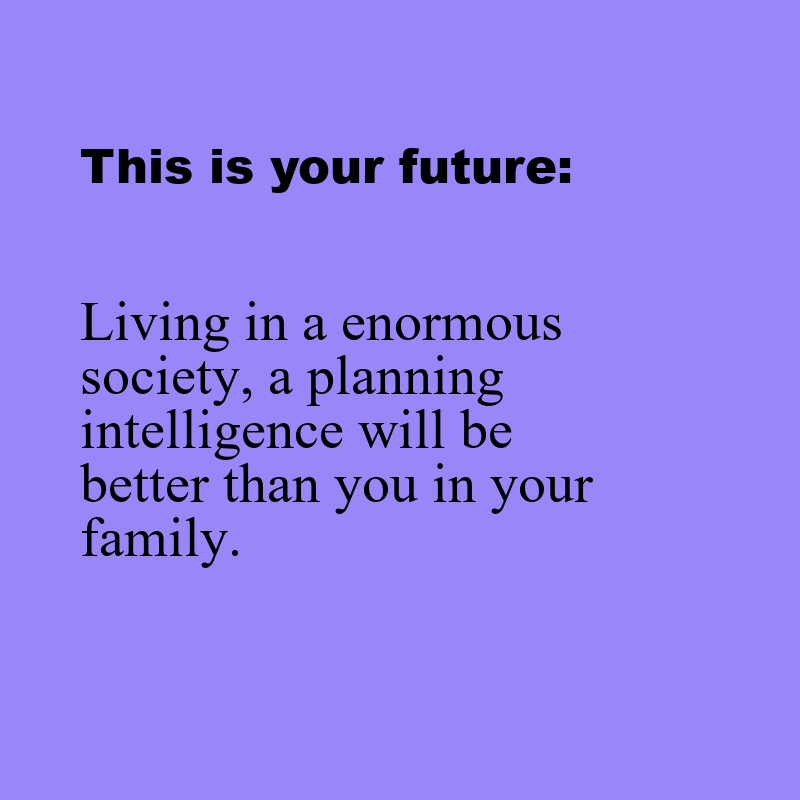 This is your future:
Living in a enormous
society, a planning
intelligence will be
better than you in your
family.